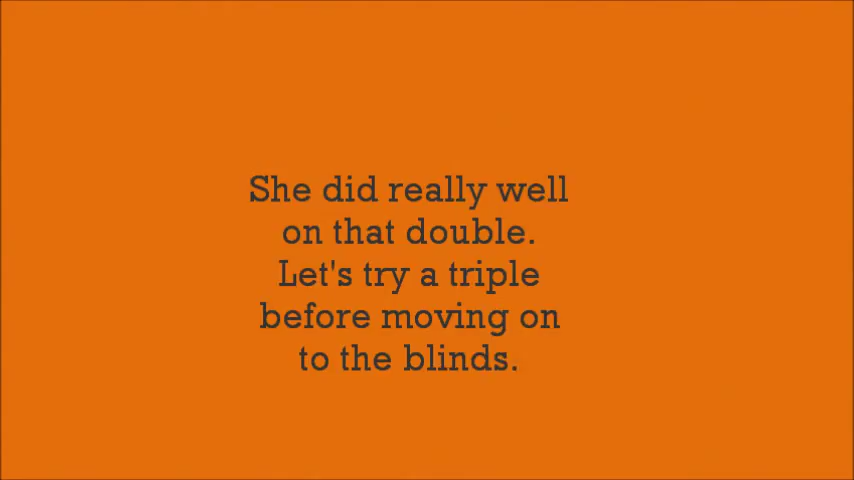 She did really well
on that double.
Let's try a triple
before moving on
to the blinds.